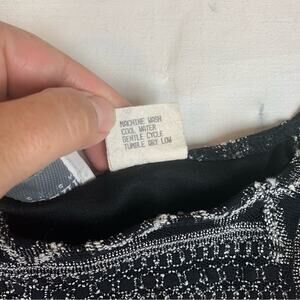 MACHINE WASH
COOL WATER
GENTLE CYCLE
TUMBLE DRY LOW